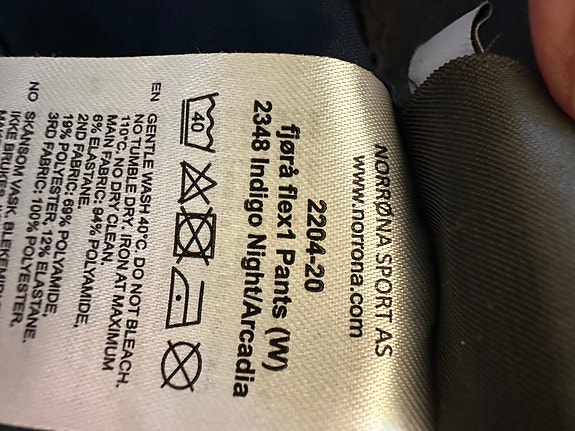 NORRØNA SPORT AS
www.norrona.com
2204-20
fjørå flex1 Pants (W)
2348 Indigo Night/Arcadia
40
EN GENTLE WASH 40°C. DO NOT BLEACH.
NO TUMBLE DRY. IRON AT MAXIMUM
110°C. NO DRY CLEAN.
MAIN FABRIC: 94% POLYAMIDE,
6% ELASTANE.
2ND FABRIC: 69% POLYAMIDE,
19% POLYESTER, 12% ELASTANE.
3RD FABRIC: 100% POLYESTER.
NO SKÅNSOM VASK. BLEKEMIDD
IKKE BRUKES.